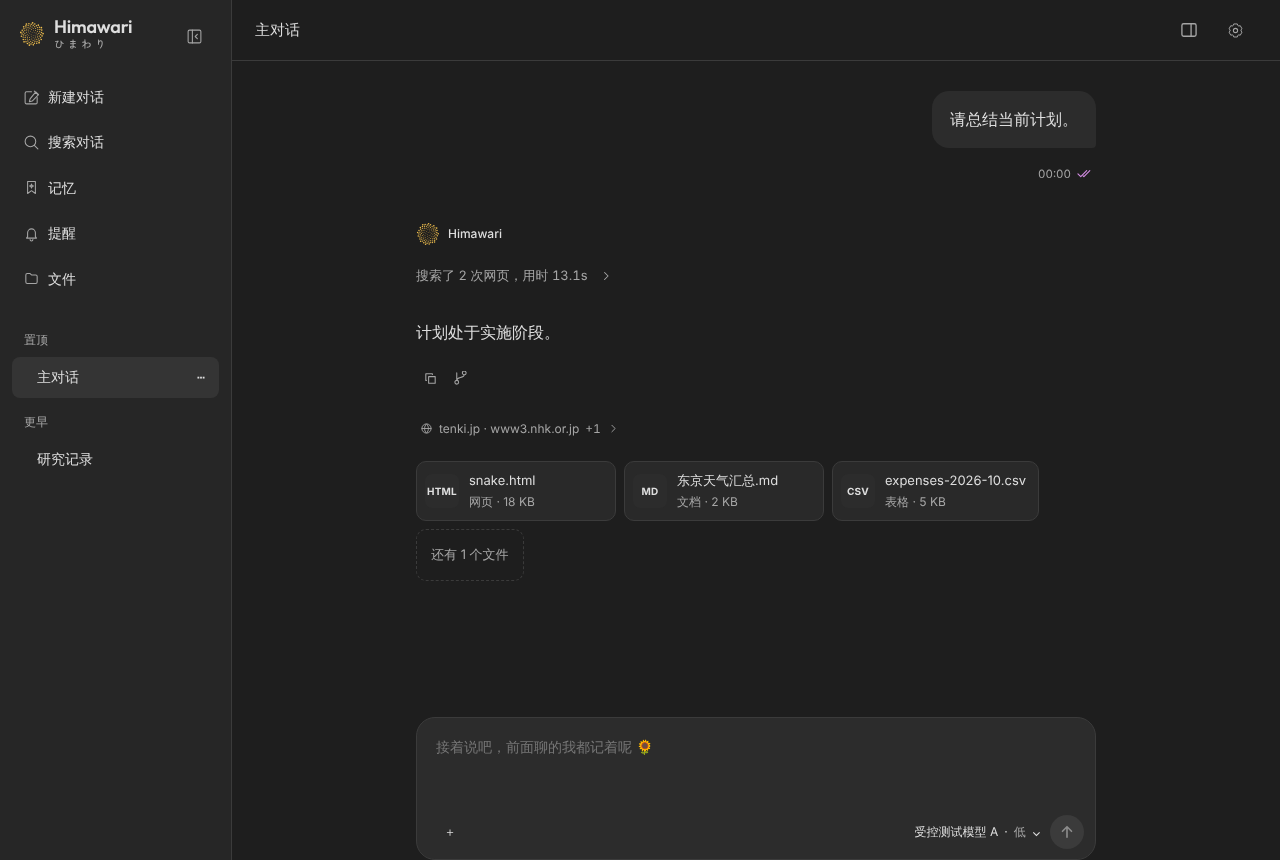 Himawari
ひまわり
新建对话
搜索对话
记忆
提醒
文件
置顶
主对话
更早
研究记录
主对话
请总结当前计划。
00:00
Himawari
搜索了 2 次网页，用时 13.1s
计划处于实施阶段。
tenki.jp · www3.nhk.or.jp +1
HTML
snake.html
网页 · 18 KB
MD
东京天气汇总.md
文档 · 2 KB
CSV
expenses-2026-10.csv
表格 · 5 KB
还有 1 个文件
接着说吧，前面聊的我都记着呢 🌻
+
受控测试模型 A · 低